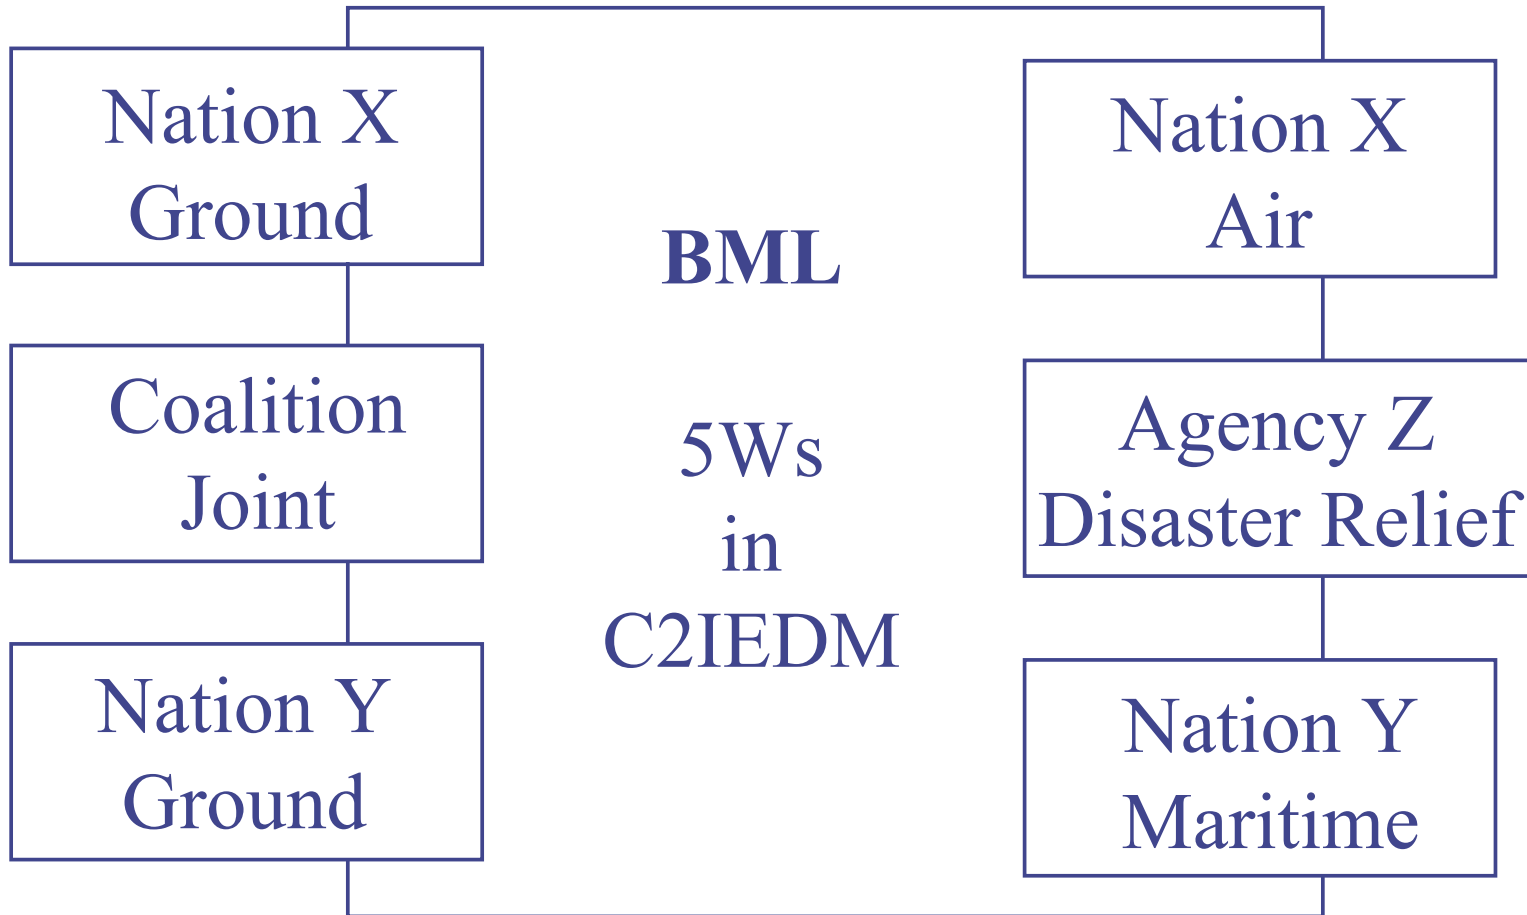 Nation X
Ground
Coalition
Joint
Nation Y
Ground
BML
5Ws
in
C2IEDM
Nation X
Air
Agency Z
Disaster Relief
Nation Y
Maritime